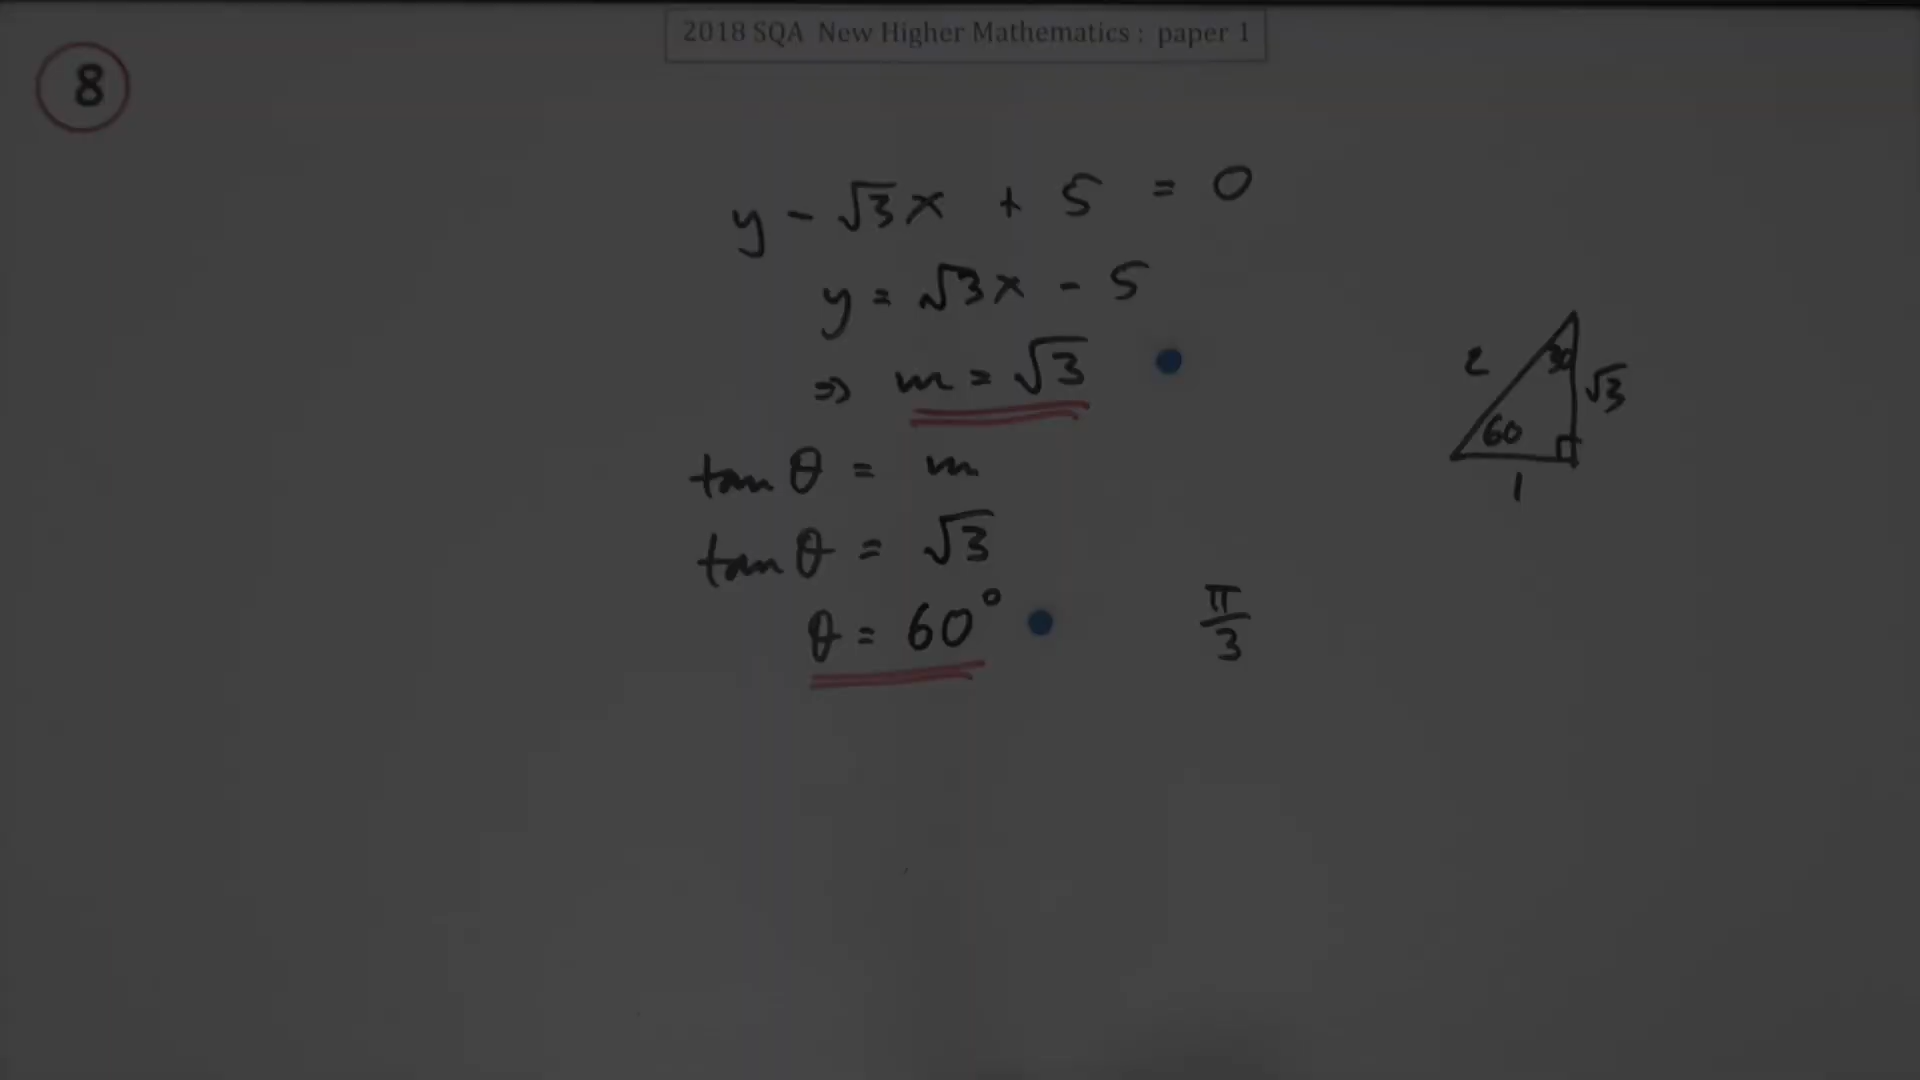 2018 SQA New Higher Mathematics : paper 1
8
y - √3x + 5 = 0
y = √3x - 5
⇒ m = √3
tan θ = m
tan θ = √3
θ = 60°
π/3
2
30
√3
60
1